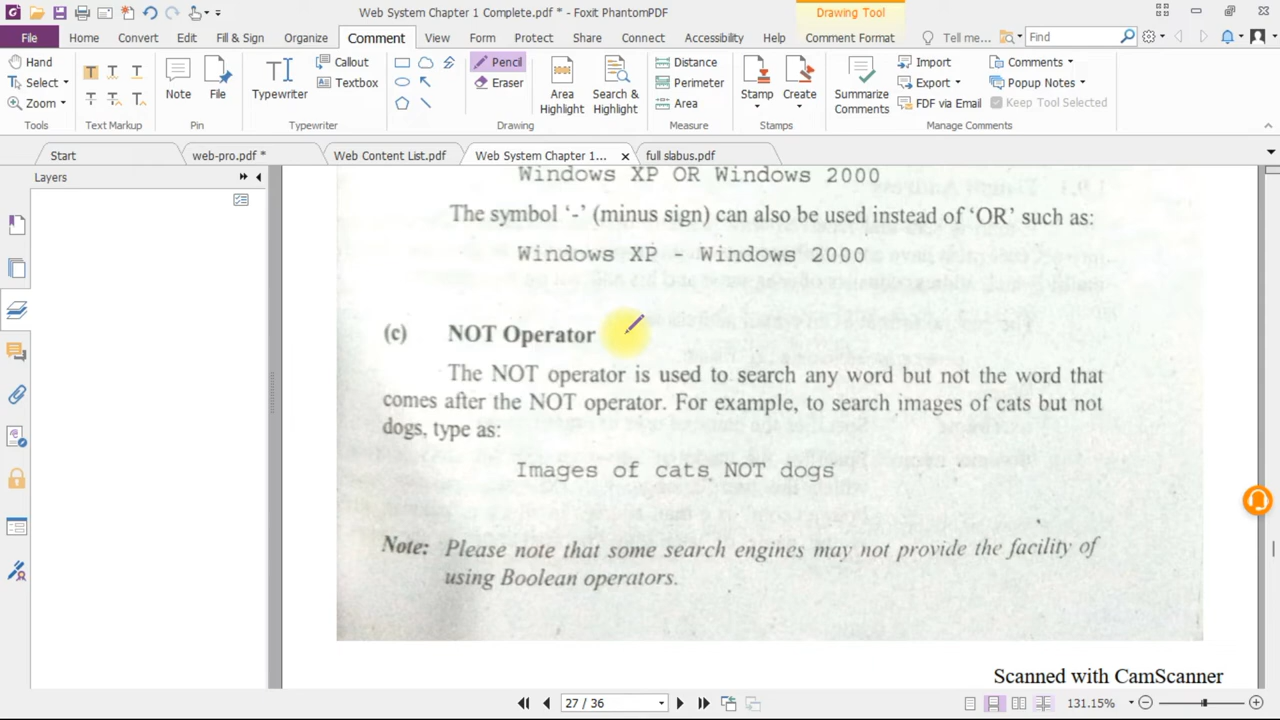 Web System Chapter 1 Complete.pdf * - Foxit PhantomPDF
Drawing Tool
File Home Convert Edit Fill & Sign Organize Comment View Form Protect Share Connect Accessibility Help Comment Format Tell me... Find
Hand
Select
Zoom
Tools
Text Markup
Note
File
Pin
Typewriter
Callout
Textbox
Typewriter
Pencil
Eraser
Drawing
Area Highlight
Search & Highlight
Distance
Perimeter
Area
Measure
Stamp
Create
Stamps
Summarize Comments
Import
Export
FDF via Email
Comments
Popup Notes
Keep Tool Selected
Manage Comments
Start web-pro.pdf * Web Content List.pdf Web System Chapter 1... full slabus.pdf
Layers
Windows XP OR Windows 2000
The symbol ‘-’ (minus sign) can also be used instead of ‘OR’ such as:
Windows XP - Windows 2000
(c) NOT Operator
The NOT operator is used to search any word but not the word that
comes after the NOT operator. For example, to search images of cats but not
dogs, type as:
Images of cats NOT dogs
Note: Please note that some search engines may not provide the facility of
using Boolean operators.
Scanned with CamScanner
27 / 36
131.15%